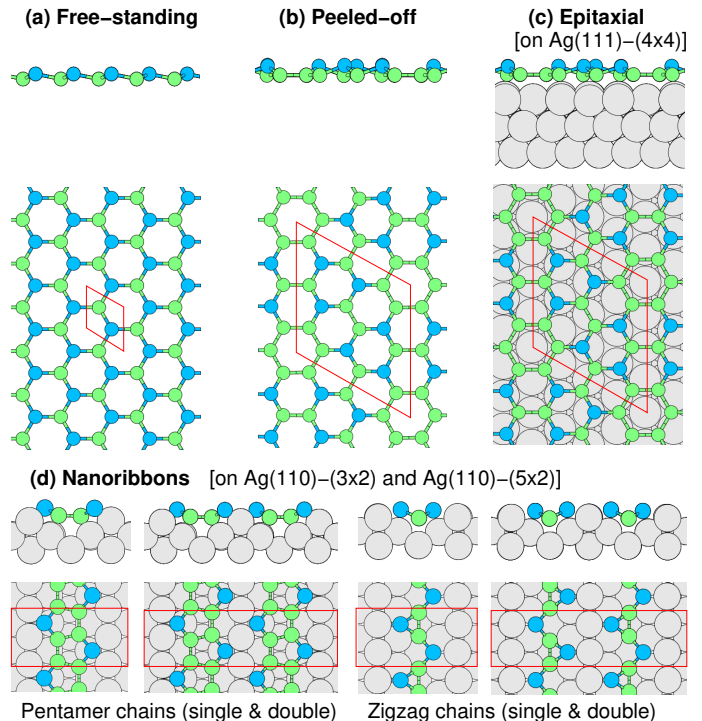 (a) Free−standing
(b) Peeled−off
(c) Epitaxial
[on Ag(111)−(4x4)]
(d) Nanoribbons [on Ag(110)−(3x2) and Ag(110)−(5x2)]
Pentamer chains (single & double)
Zigzag chains (single & double)